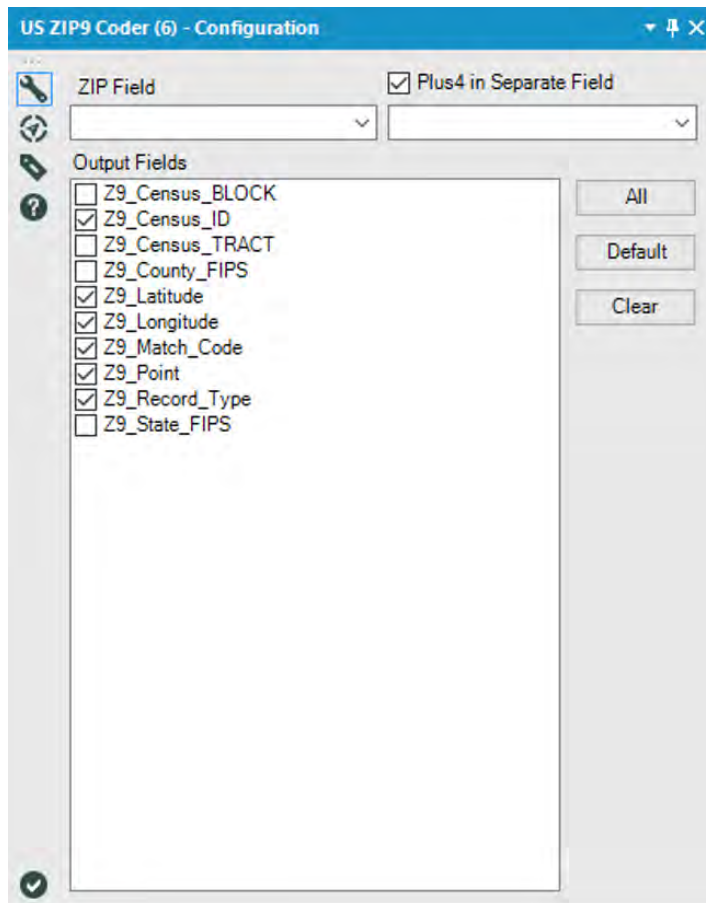 US ZIP9 Coder (6) - Configuration
ZIP Field
Plus4 in Separate Field
Output Fields
Z9_Census_BLOCK
Z9_Census_ID
Z9_Census_TRACT
Z9_County_FIPS
Z9_Latitude
Z9_Longitude
Z9_Match_Code
Z9_Point
Z9_Record_Type
Z9_State_FIPS
All
Default
Clear